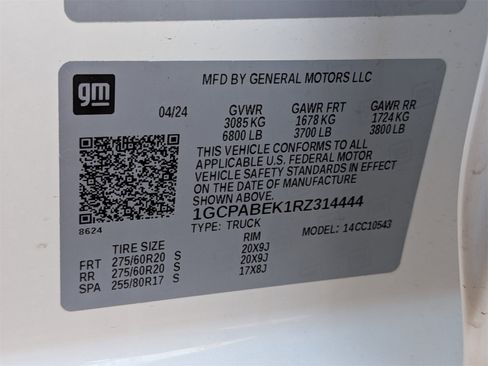 gm
MFD BY GENERAL MOTORS LLC
04/24 GVWR GAWR FRT GAWR RR
3085 KG 1678 KG 1724 KG
6800 LB 3700 LB 3800 LB
THIS VEHICLE CONFORMS TO ALL
APPLICABLE U.S. FEDERAL MOTOR
VEHICLE SAFETY STANDARDS IN EFFECT
ON THE DATE OF MANUFACTURE
SHOWN ABOVE.
1GCPABEK1RZ314444
8624
TYPE: TRUCK MODEL: 14CC10543
TIRE SIZE RIM
FRT 275/60R20 S 20X9J
RR 275/60R20 S 20X9J
SPA 255/80R17 S 17X8J